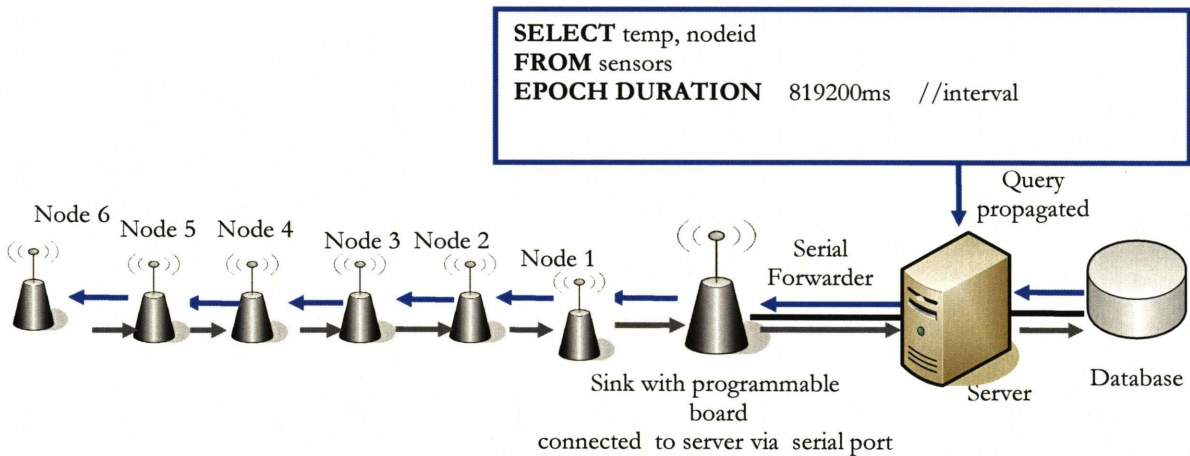 SELECT temp, nodeid
FROM sensors
EPOCH DURATION 819200ms //interval
Query
propagated
Node 6
Node 5
Node 4
Node 3
Node 2
Node 1
Serial
Forwarder
Sink with programmable
board
connected to server via serial port
Server
Database